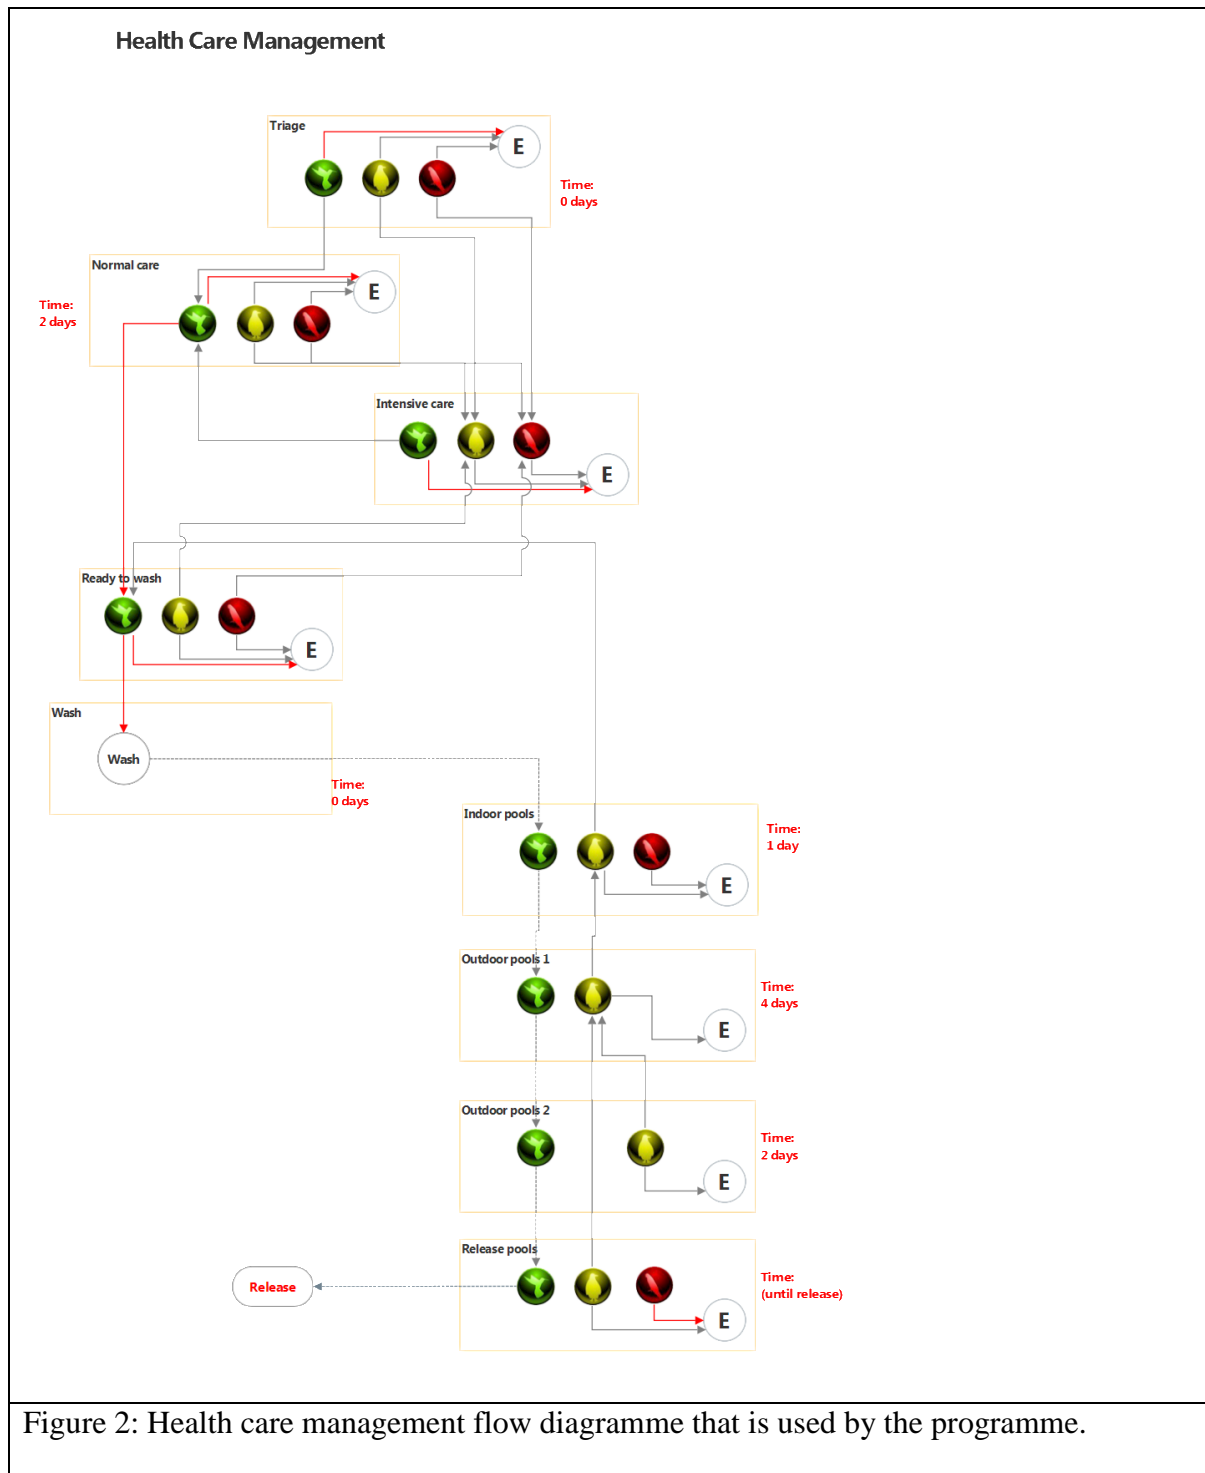 Health Care Management
Triage
E
Time:
0 days
Normal care
E
Time:
2 days
Intensive care
E
Ready to wash
E
Wash
Wash
Time:
0 days
Indoor pools
Time:
1 day
E
Outdoor pools 1
Time:
4 days
E
Outdoor pools 2
Time:
2 days
E
Release pools
Release
Time:
(until release)
E
Figure 2: Health care management flow diagramme that is used by the programme.